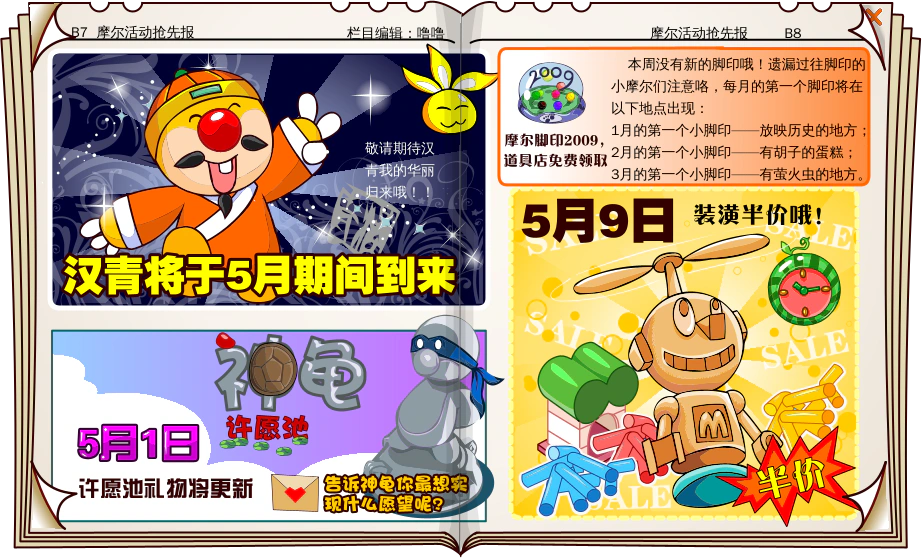 B7 摩尔活动抢先报
栏目编辑：噜噜
敬请期待汉
青我的华丽
归来哦！！
汉青将于5月期间到来
神龟
许愿池
5月1日
许愿池礼物将更新
告诉神龟你最想实
现什么愿望呢?
摩尔活动抢先报 B8
2009
摩尔脚印2009，
道具店免费领取
本周没有新的脚印哦！遗漏过往脚印的
小摩尔们注意咯，每月的第一个小脚印将在
以下地点出现：
1月的第一个小脚印——放映历史的地方；
2月的第一个小脚印——有胡子的蛋糕；
3月的第一个小脚印——有萤火虫的地方。
5月9日 装潢半价哦!
SALE
SALE
SALE
SALE
SALE
M
半价